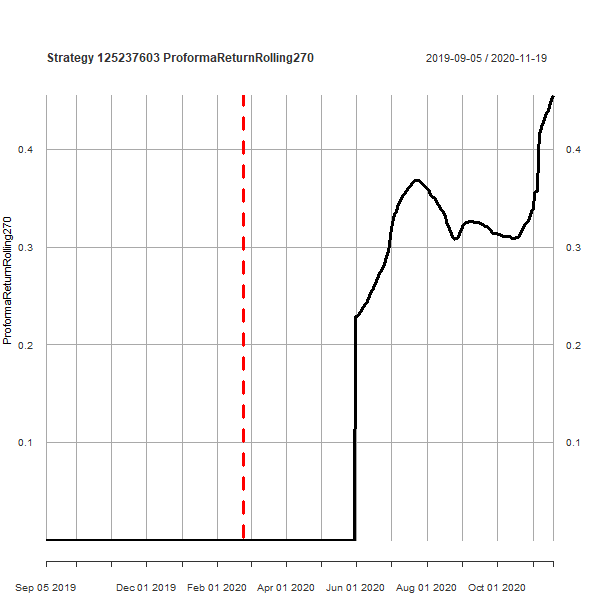 Strategy 125237603 ProformaReturnRolling270
2019-09-05 / 2020-11-19
ProformaReturnRolling270
0.4
0.4
0.3
0.3
0.2
0.2
0.1
0.1
Sep 05 2019
Dec 01 2019
Feb 01 2020
Apr 01 2020
Jun 01 2020
Aug 01 2020
Oct 01 2020